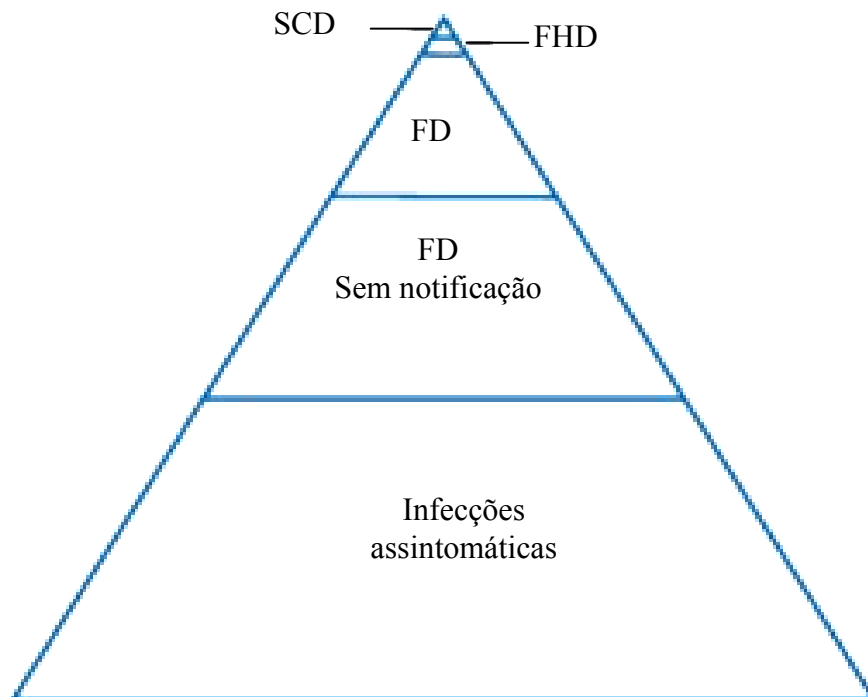 SCD
FHD
FD
FD
Sem notificação
Infecções
assintomáticas